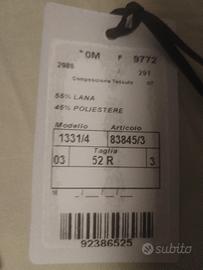 *0M F 9772
2986 291
Composizione Tessuto
55% LANA
45% POLIESTERE
Modello Articolo
1331/4 83845/3
Taglia
03 52 R 3
92386525
subito